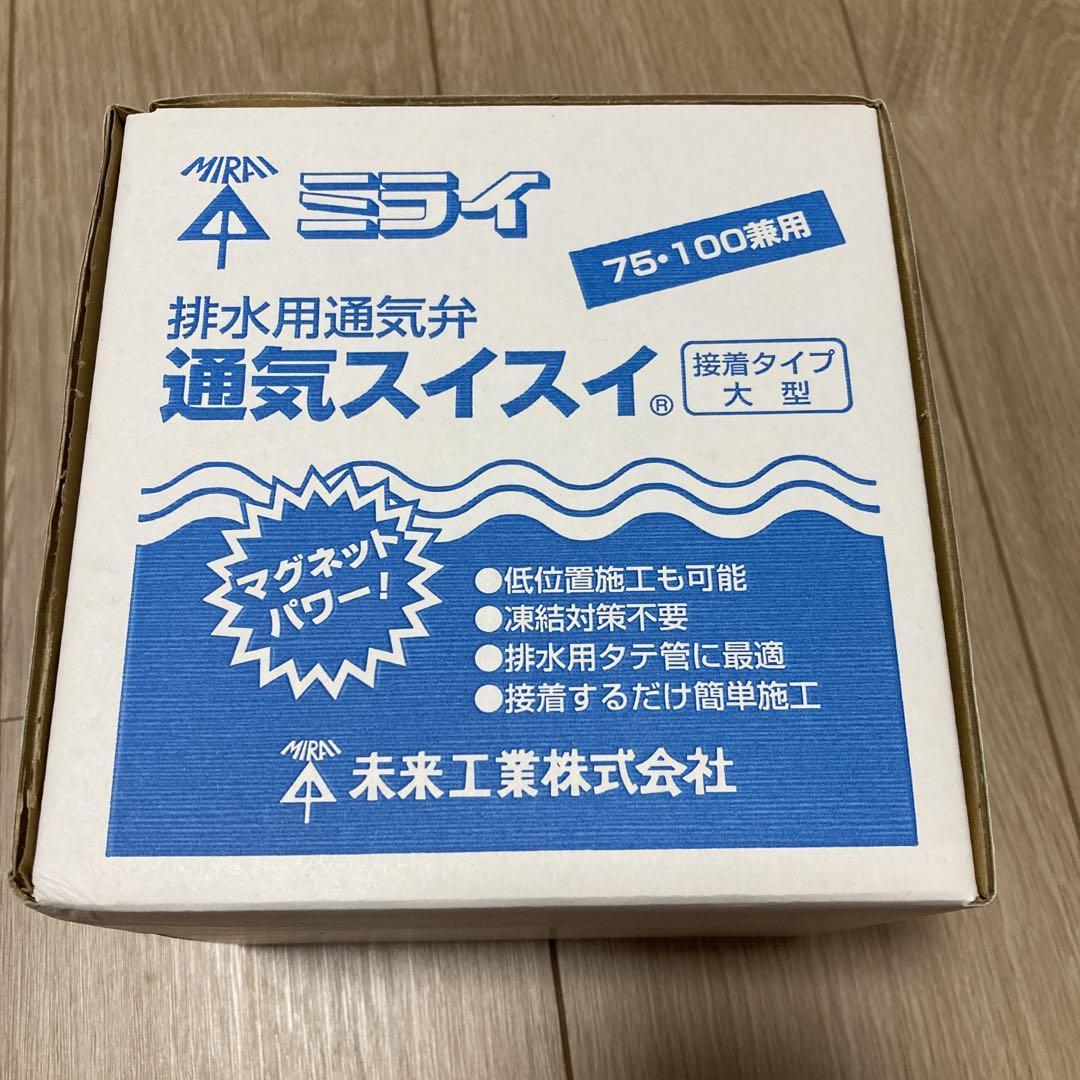 MIRAI
ミライ
75・100兼用
排水用通気弁
通気スイスイ®
接着タイプ
大型
マグネット
パワー!
●低位置施工も可能
●凍結対策不要
●排水用タテ管に最適
●接着するだけ簡単施工
MIRAI
未来工業株式会社